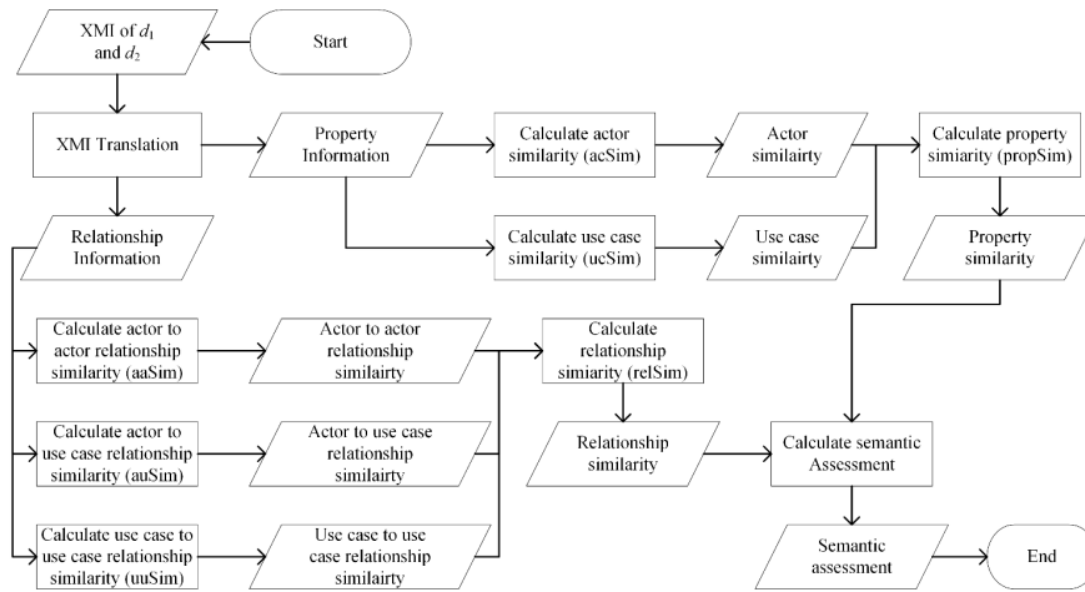 XMI of d1
and d2
Start
XMI Translation
Property
Information
Calculate actor
similarity (acSim)
Actor
similairty
Calculate property
simiarity (propSim)
Relationship
Information
Calculate use case
similarity (ucSim)
Use case
similairty
Property
similarity
Calculate actor to
actor relationship
similarity (aaSim)
Actor to actor
relationship
similairty
Calculate
relationship
simiarity (relSim)
Calculate actor to
use case relationship
similarity (auSim)
Actor to use case
relationship
similairty
Relationship
similarity
Calculate semantic
Assessment
Calculate use case to
use case relationship
similarity (uuSim)
Use case to use
case relationship
similairty
Semantic
assessment
End